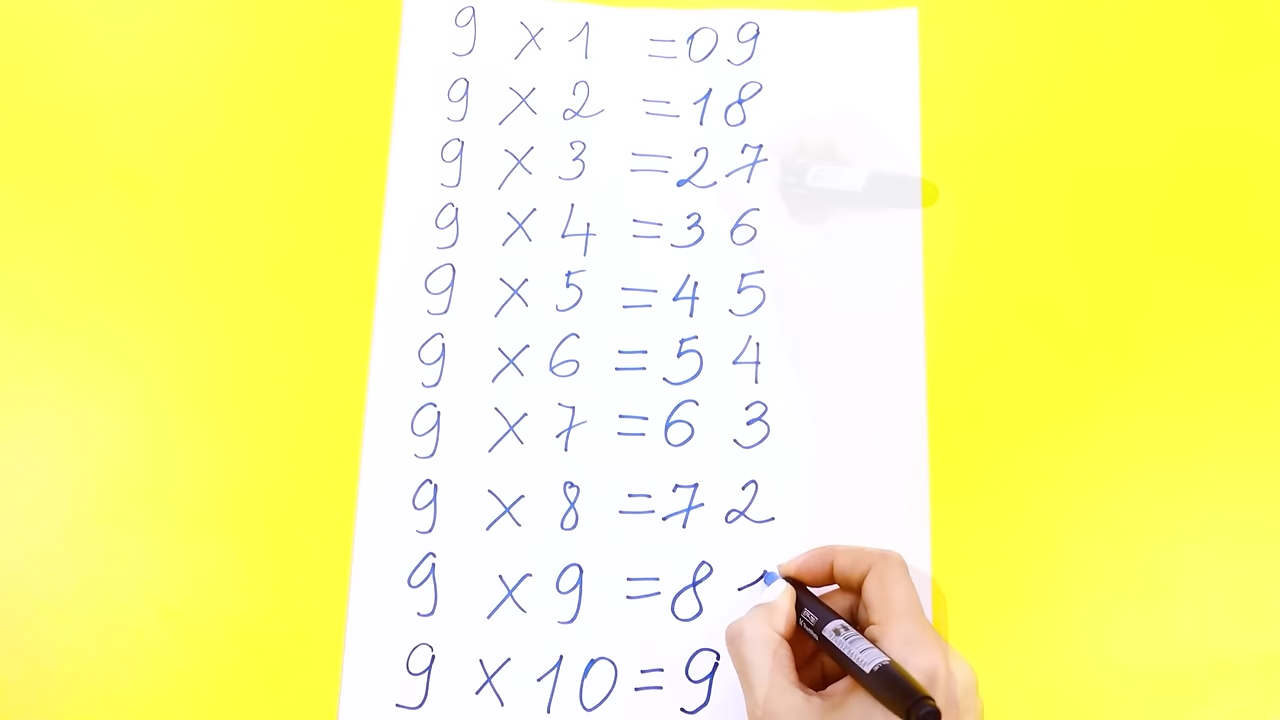 9 × 1 = 09
9 × 2 = 18
9 × 3 = 27
9 × 4 = 36
9 × 5 = 45
9 × 6 = 54
9 × 7 = 63
9 × 8 = 72
9 × 9 = 8
9 × 10 = 9